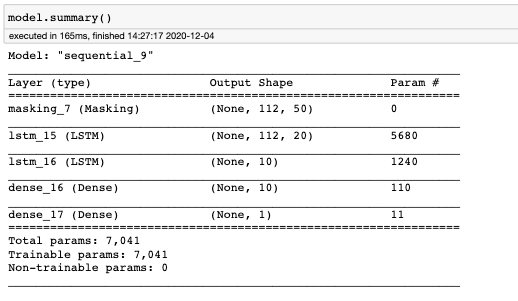 model.summary()
executed in 165ms, finished 14:27:17 2020-12-04
Model: "sequential_9"
Layer (type) Output Shape Param #
=================================================================
masking_7 (Masking) (None, 112, 50) 0
lstm_15 (LSTM) (None, 112, 20) 5680
lstm_16 (LSTM) (None, 10) 1240
dense_16 (Dense) (None, 10) 110
dense_17 (Dense) (None, 1) 11
=================================================================
Total params: 7,041
Trainable params: 7,041
Non-trainable params: 0